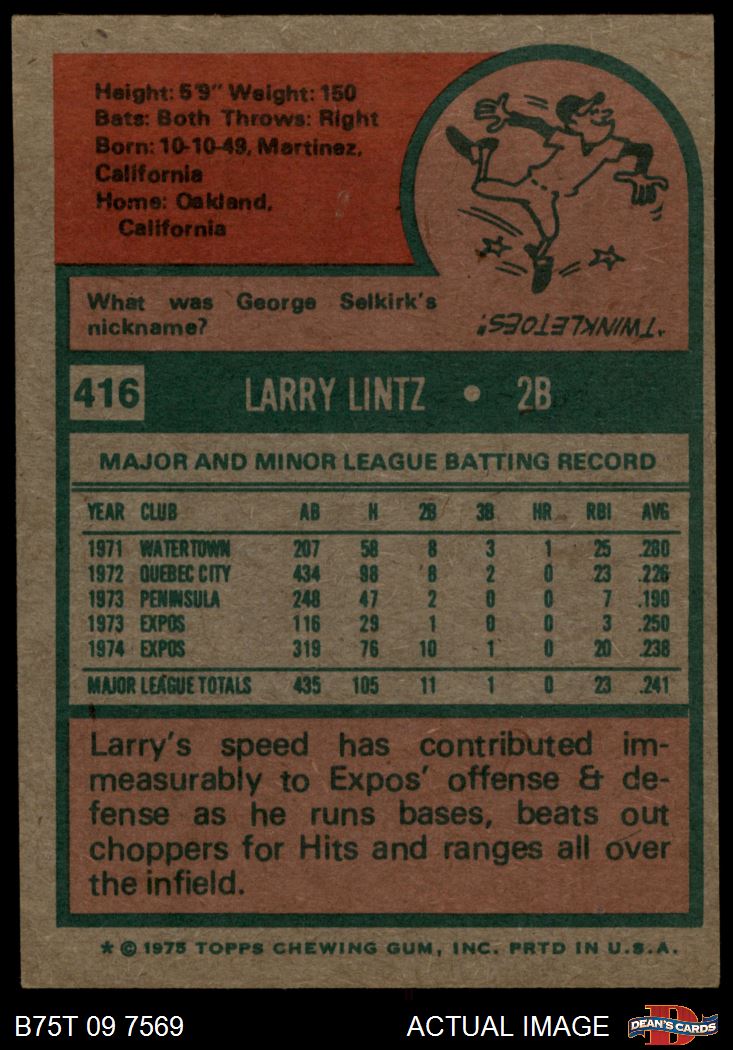 Height: 5'9" Weight: 150
Bats: Both Throws: Right
Born: 10-10-49, Martinez,
California
Home: Oakland,
California
What was George Selkirk's
nickname?
"TWINKLETOES."
416 LARRY LINTZ • 2B
MAJOR AND MINOR LEAGUE BATTING RECORD
YEAR CLUB AB H 2B 3B HR RBI AVG
1971 WATERTOWN 207 58 8 3 1 25 .280
1972 QUEBEC CITY 434 98 8 2 0 23 .226
1973 PENINSULA 248 47 2 0 0 7 .190
1973 EXPOS 116 29 1 0 0 3 .250
1974 EXPOS 319 76 10 1 0 20 .238
MAJOR LEAGUE TOTALS 435 105 11 1 0 23 .241
Larry's speed has contributed im-
measurably to Expos' offense & de-
fense as he runs bases, beats out
choppers for Hits and ranges all over
the infield.
* © 1975 TOPPS CHEWING GUM, INC. PRTD IN U.S.A.
B75T 09 7569 ACTUAL IMAGE DEAN'S CARDS